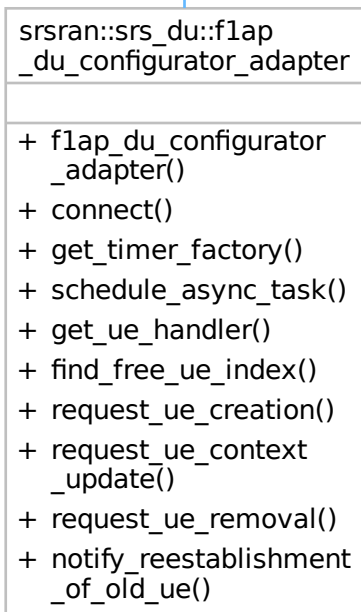 srsran::srs_du::f1ap
_du_configurator_adapter
+ f1ap_du_configurator
_adapter()
+ connect()
+ get_timer_factory()
+ schedule_async_task()
+ get_ue_handler()
+ find_free_ue_index()
+ request_ue_creation()
+ request_ue_context
_update()
+ request_ue_removal()
+ notify_reestablishment
_of_old_ue()